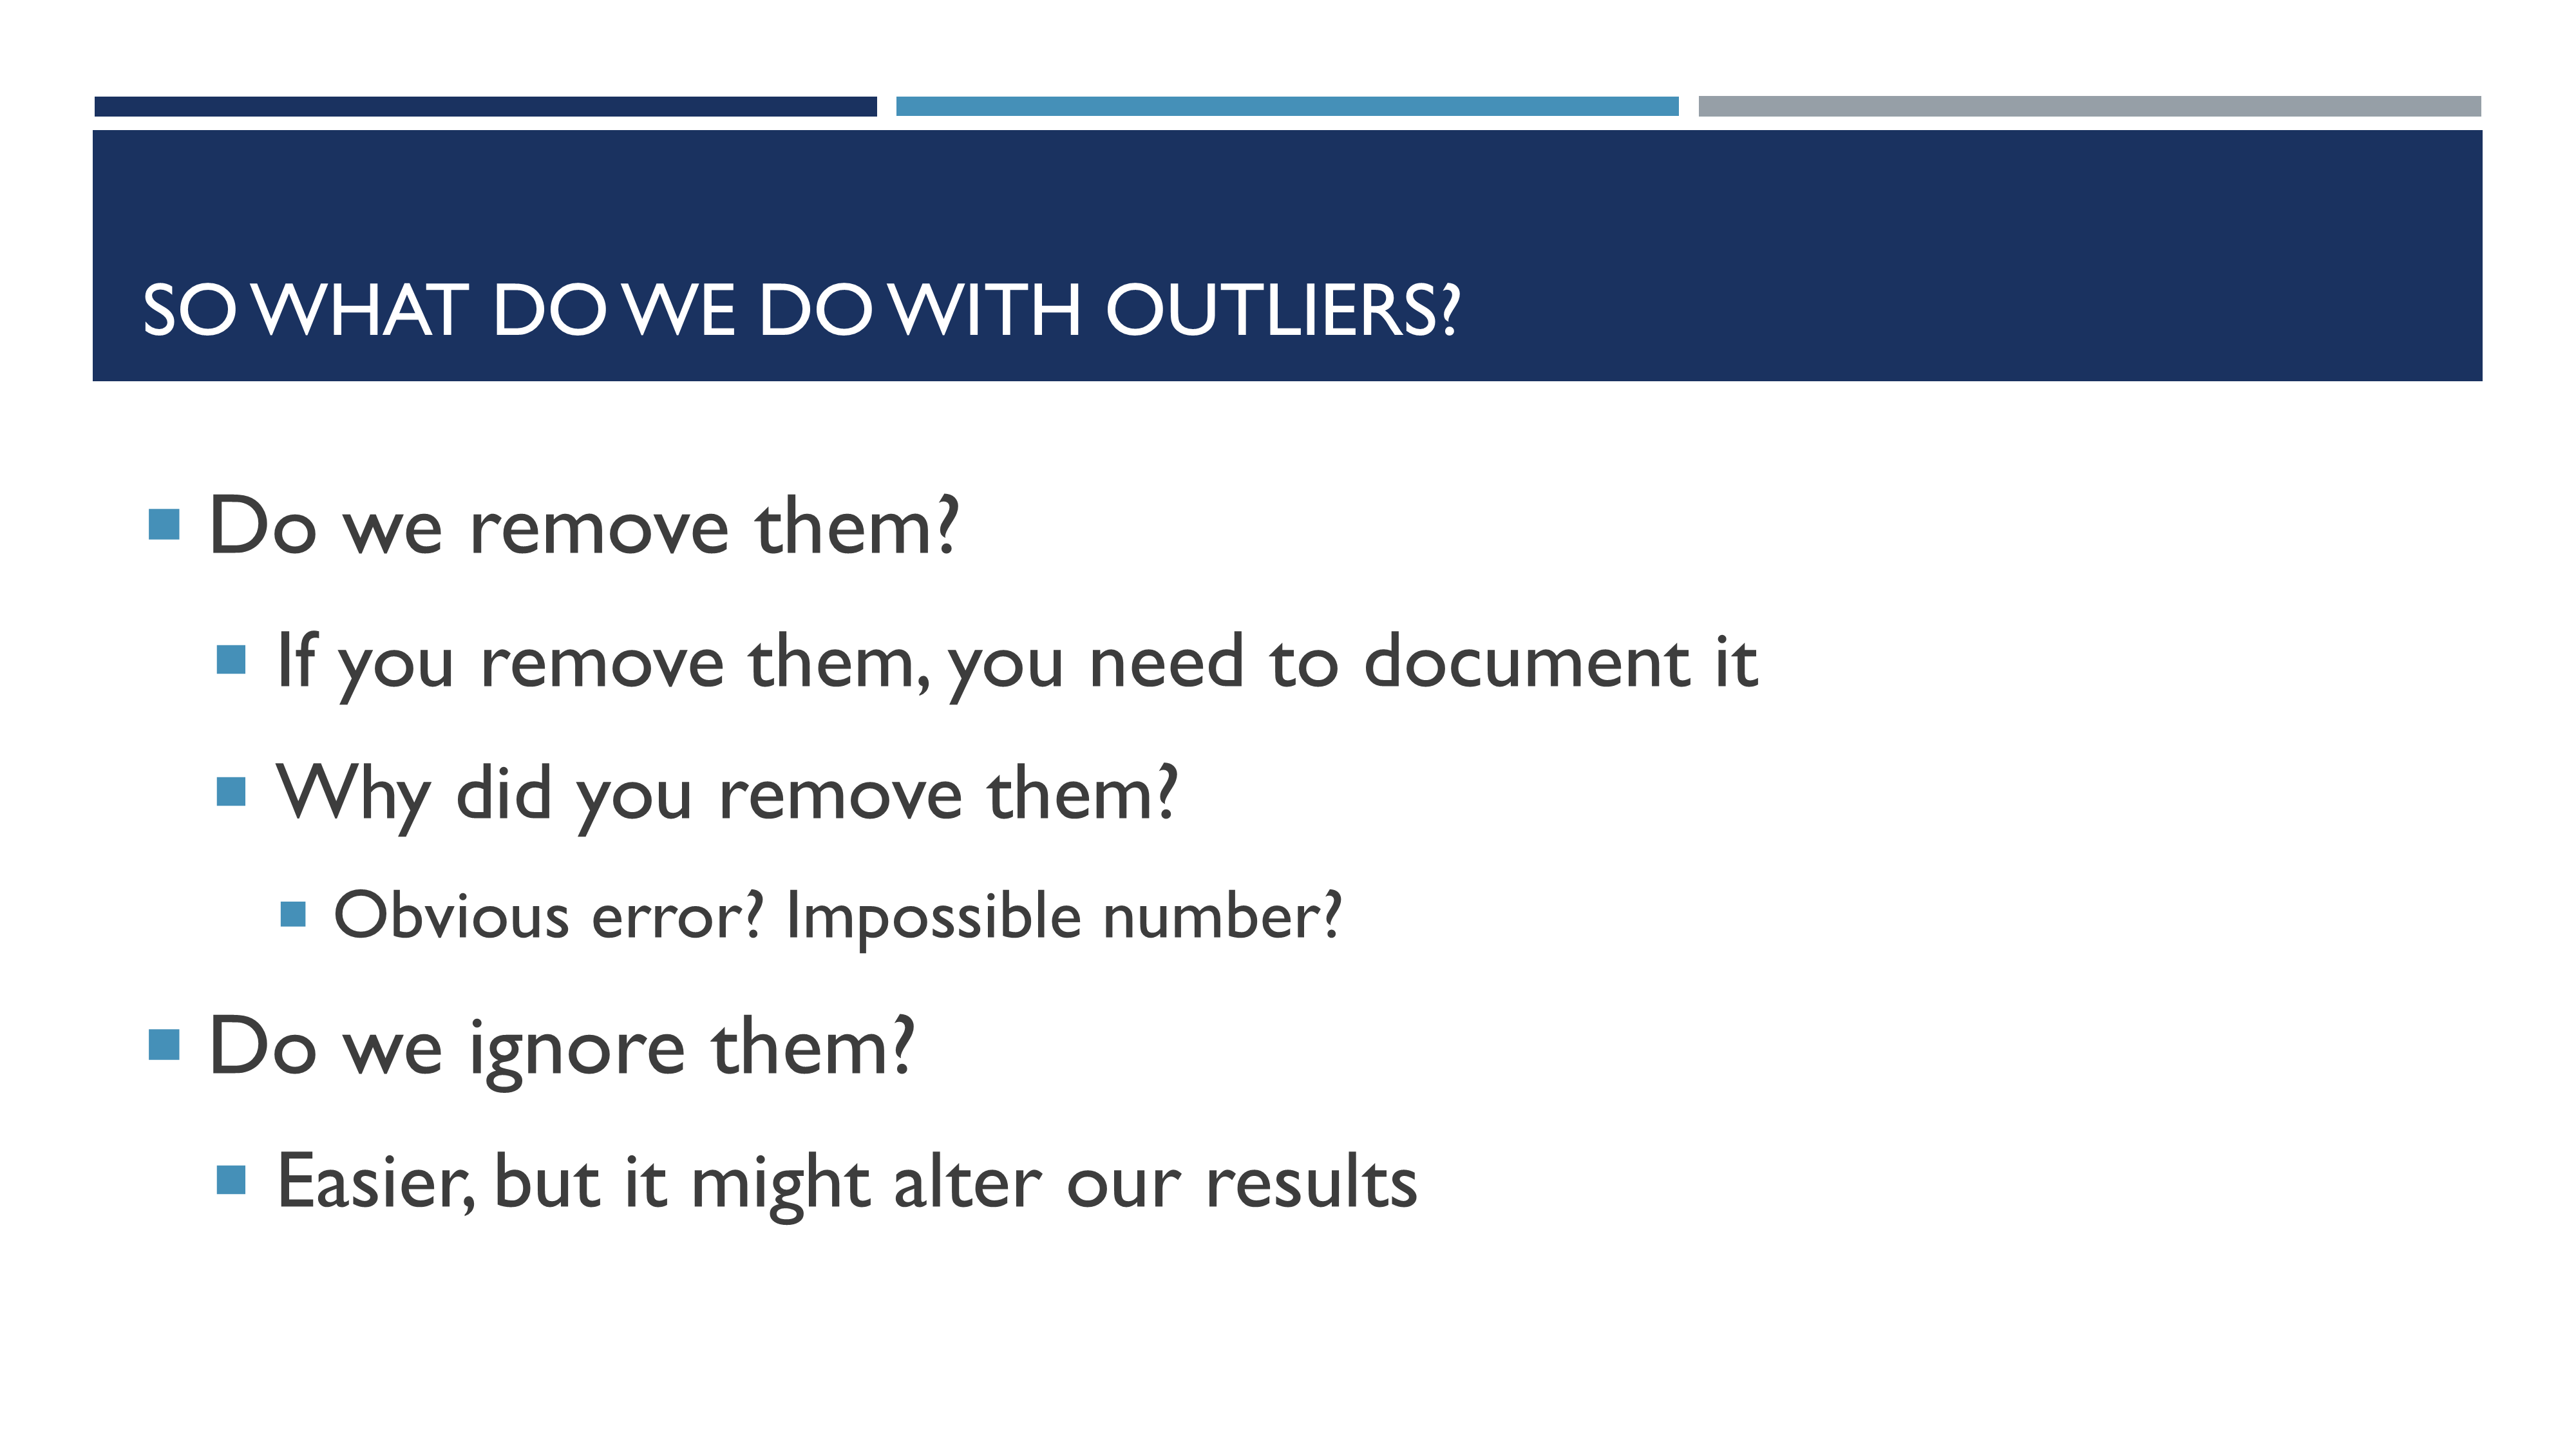 SO WHAT DO WE DO WITH OUTLIERS?
Do we remove them?
If you remove them, you need to document it
Why did you remove them?
Obvious error? Impossible number?
Do we ignore them?
Easier, but it might alter our results